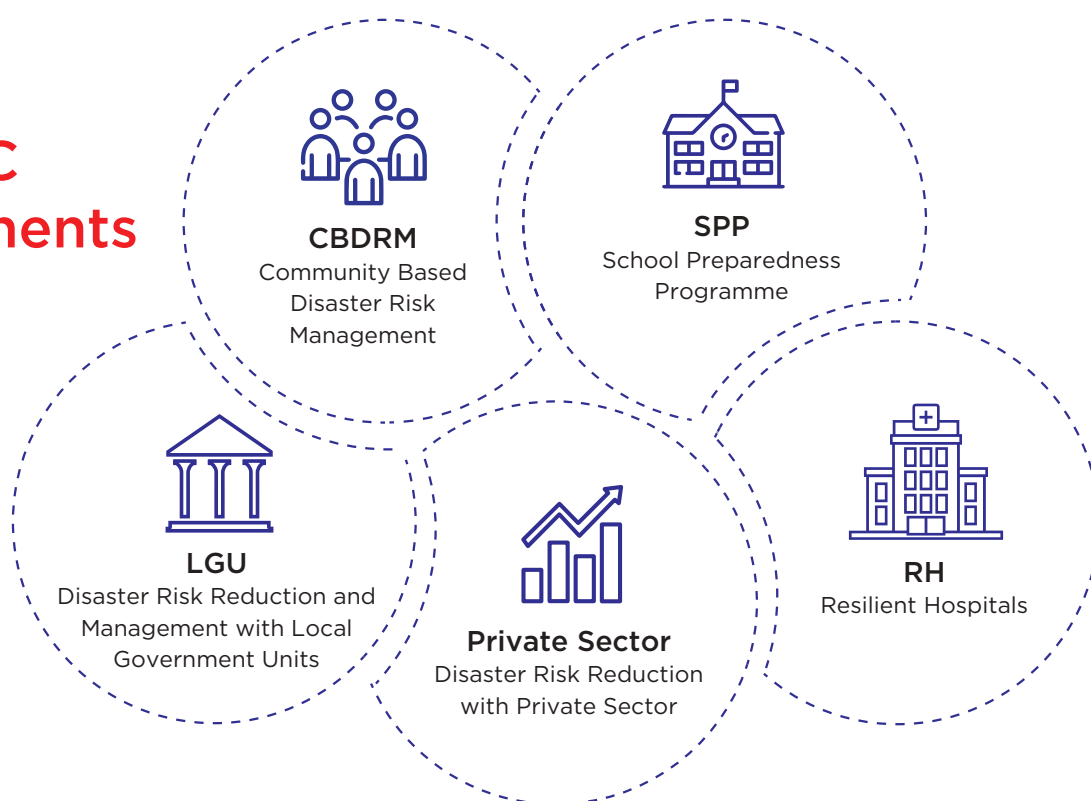 CBDRM
Community Based
Disaster Risk
Management
SPP
School Preparedness
Programme
LGU
Disaster Risk Reduction and
Management with Local
Government Units
Private Sector
Disaster Risk Reduction
with Private Sector
RH
Resilient Hospitals